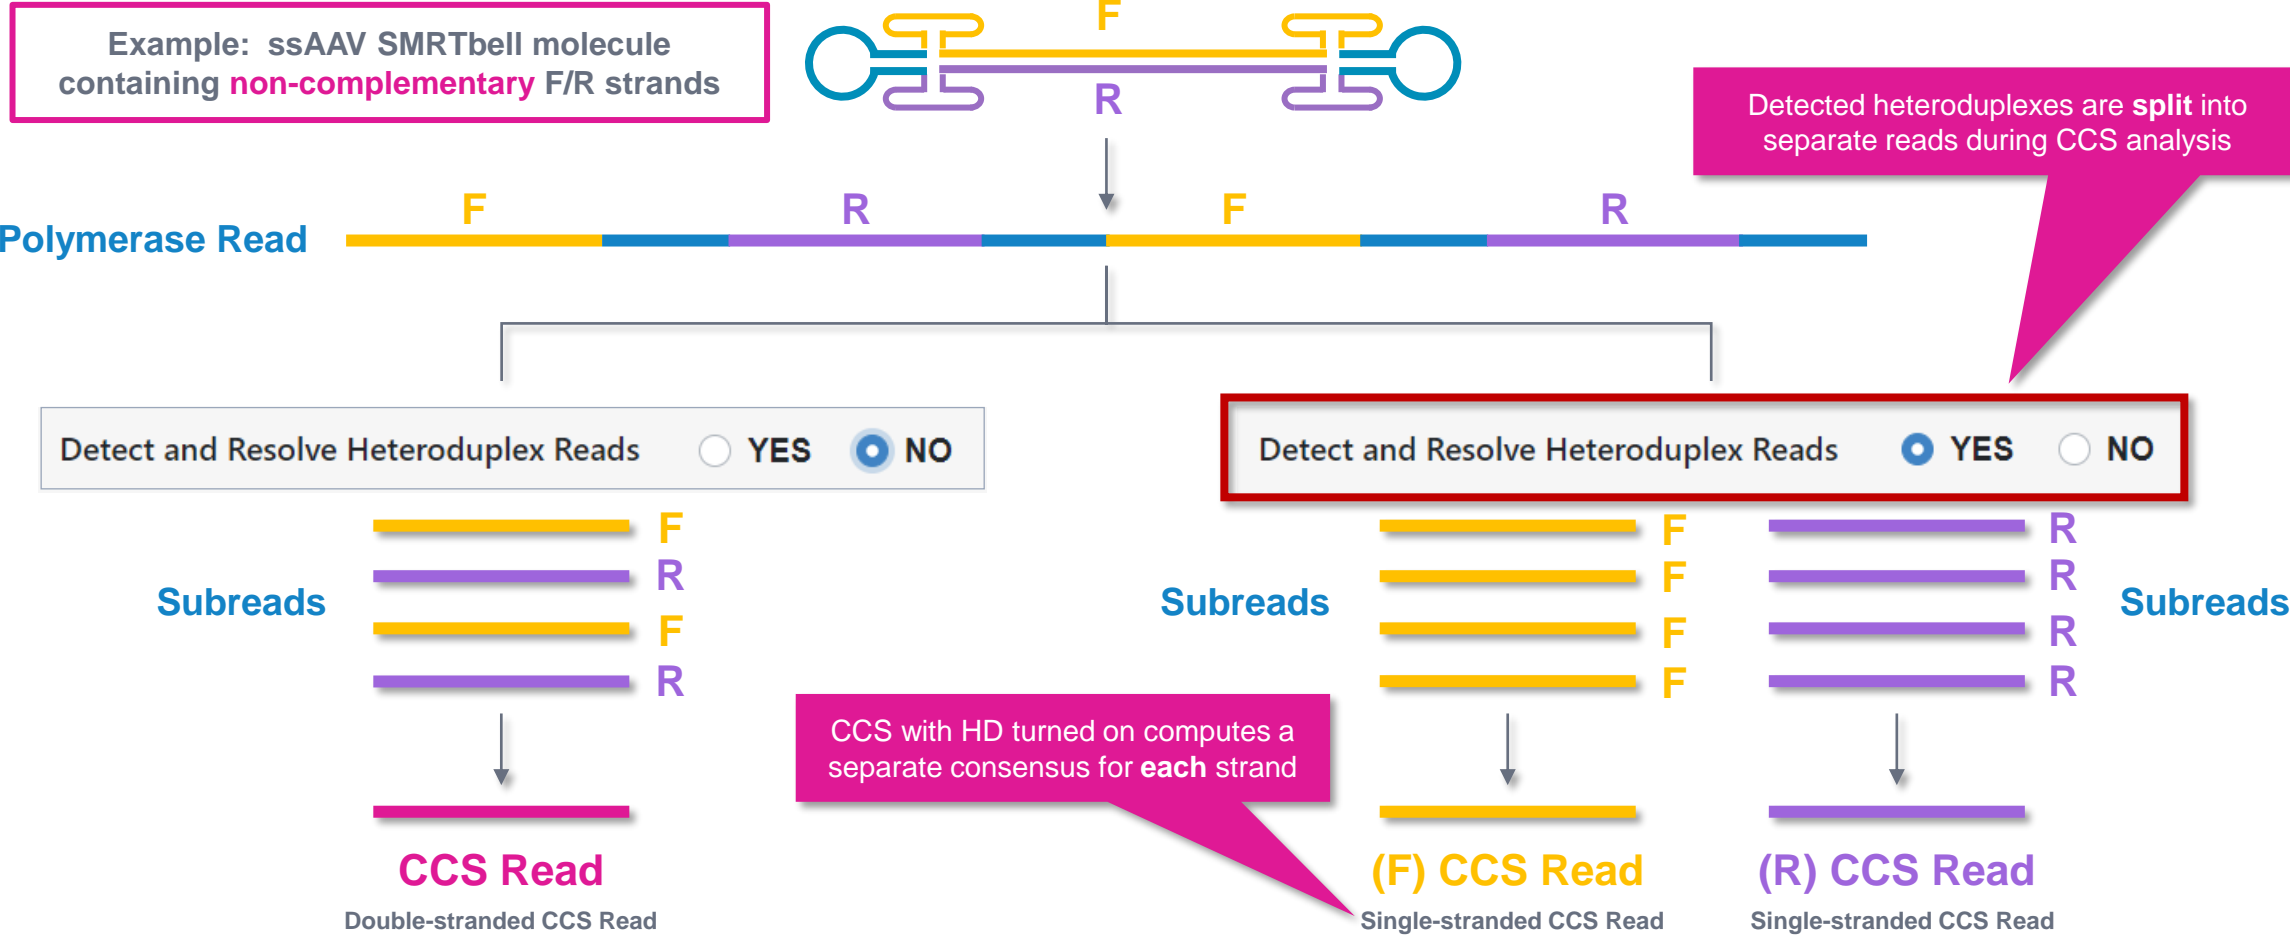 Example: ssAAV SMRTbell molecule
containing non-complementary F/R strands
F
R
Detected heteroduplexes are split into
separate reads during CCS analysis
Polymerase Read
F
R
F
R
Detect and Resolve Heteroduplex Reads YES NO
Detect and Resolve Heteroduplex Reads YES NO
Subreads
F
R
F
R
Subreads
F
F
F
F
R
R
R
R
Subreads
CCS with HD turned on computes a
separate consensus for each strand
CCS Read
Double-stranded CCS Read
(F) CCS Read
Single-stranded CCS Read
(R) CCS Read
Single-stranded CCS Read